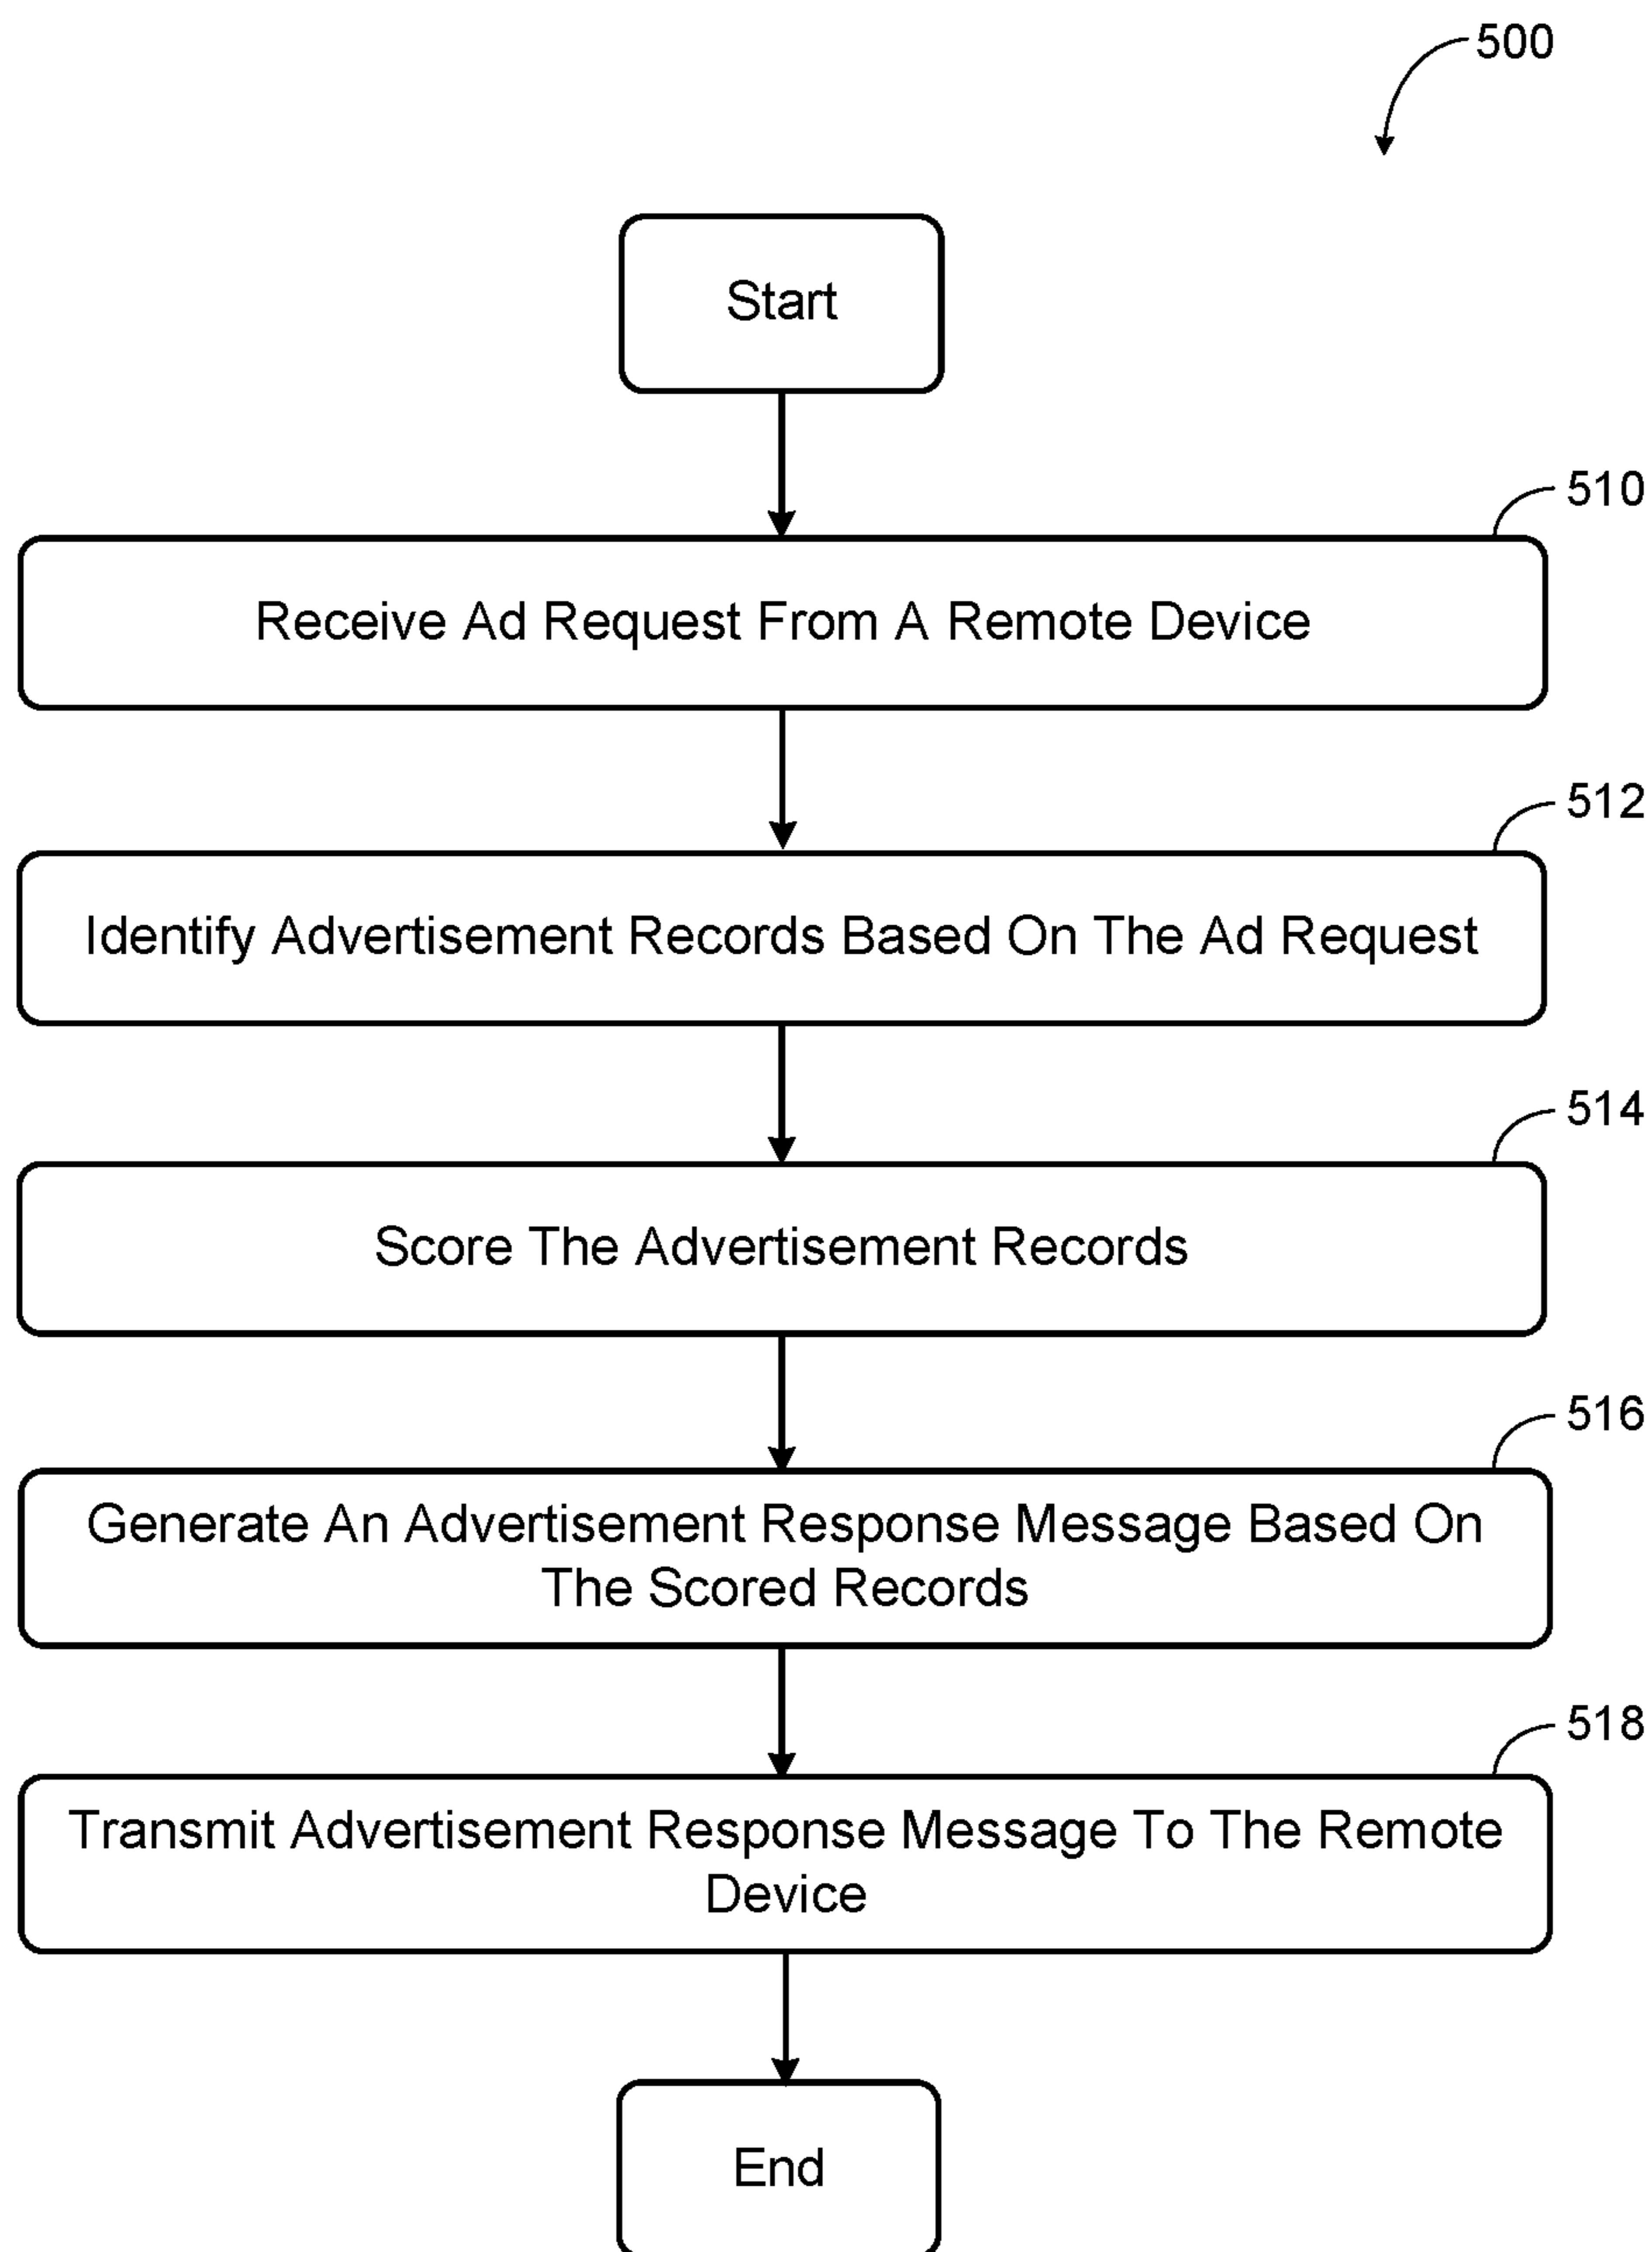 500
Start
510
Receive Ad Request From A Remote Device
512
Identify Advertisement Records Based On The Ad Request
514
Score The Advertisement Records
516
Generate An Advertisement Response Message Based On
The Scored Records
518
Transmit Advertisement Response Message To The Remote
Device
End